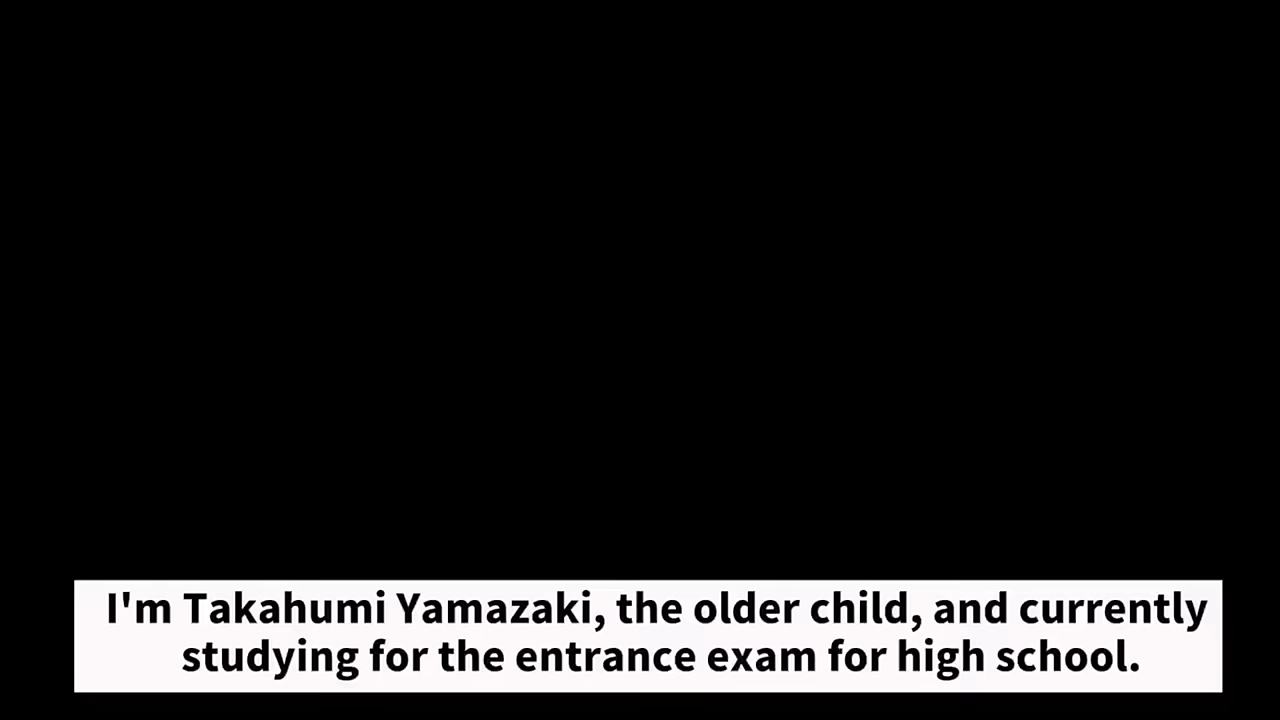 I'm Takahumi Yamazaki, the older child, and currently
studying for the entrance exam for high school.